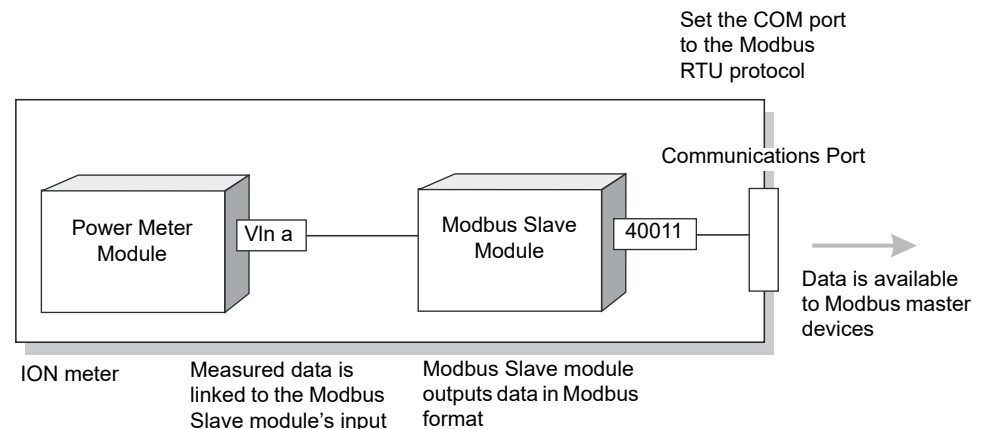 Set the COM port
to the Modbus
RTU protocol
Communications Port
Power Meter
Module
Vln a
Modbus Slave
Module
40011
Data is available
to Modbus master
devices
ION meter
Measured data is
linked to the Modbus
Slave module's input
Modbus Slave module
outputs data in Modbus
format